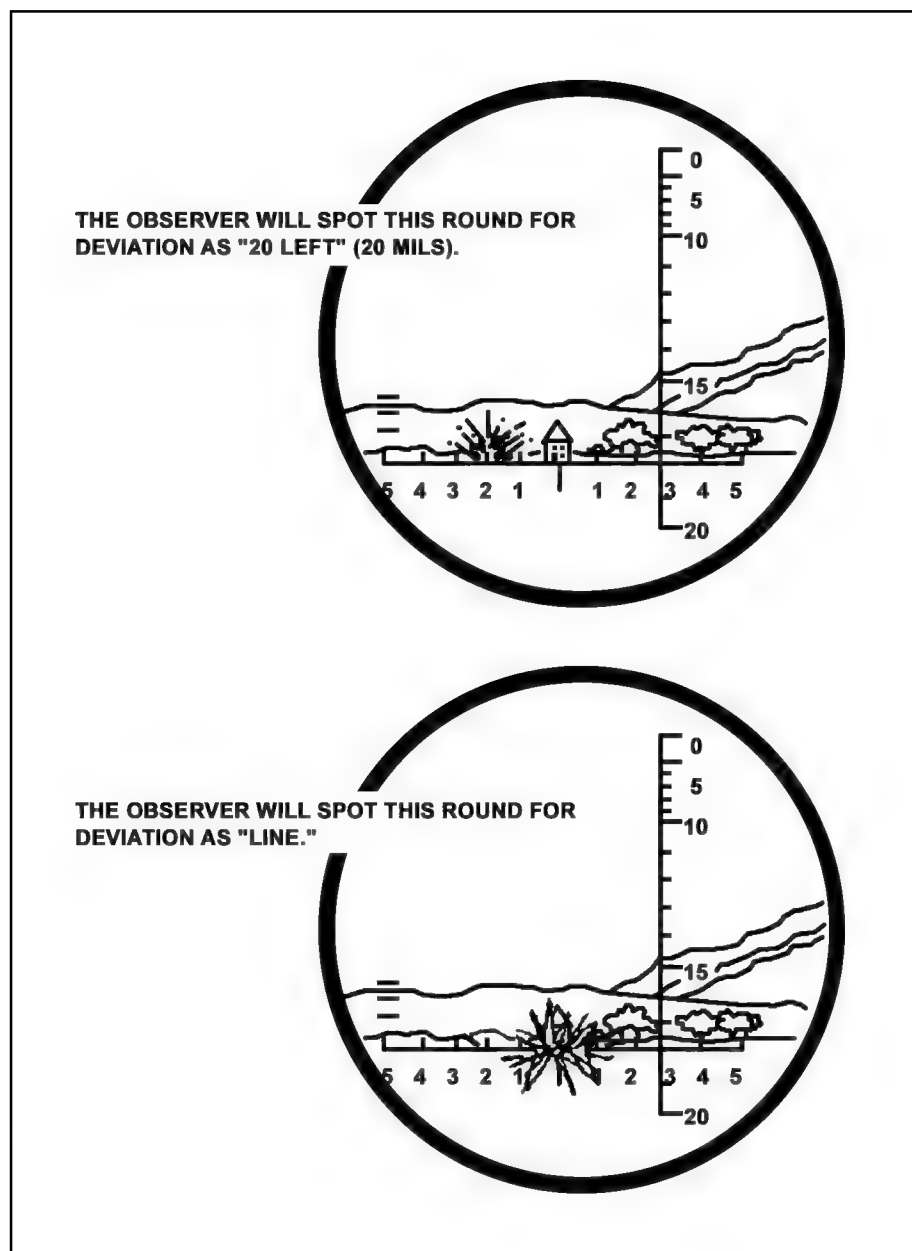 0
5
THE OBSERVER WILL SPOT THIS ROUND FOR
DEVIATION AS "20 LEFT" (20 MILS).
10
15
5 4 3 2 1 1 2 3 4 5
20
0
5
THE OBSERVER WILL SPOT THIS ROUND FOR
DEVIATION AS "LINE."
10
15
5 4 3 2 1 1 2 3 4 5
20